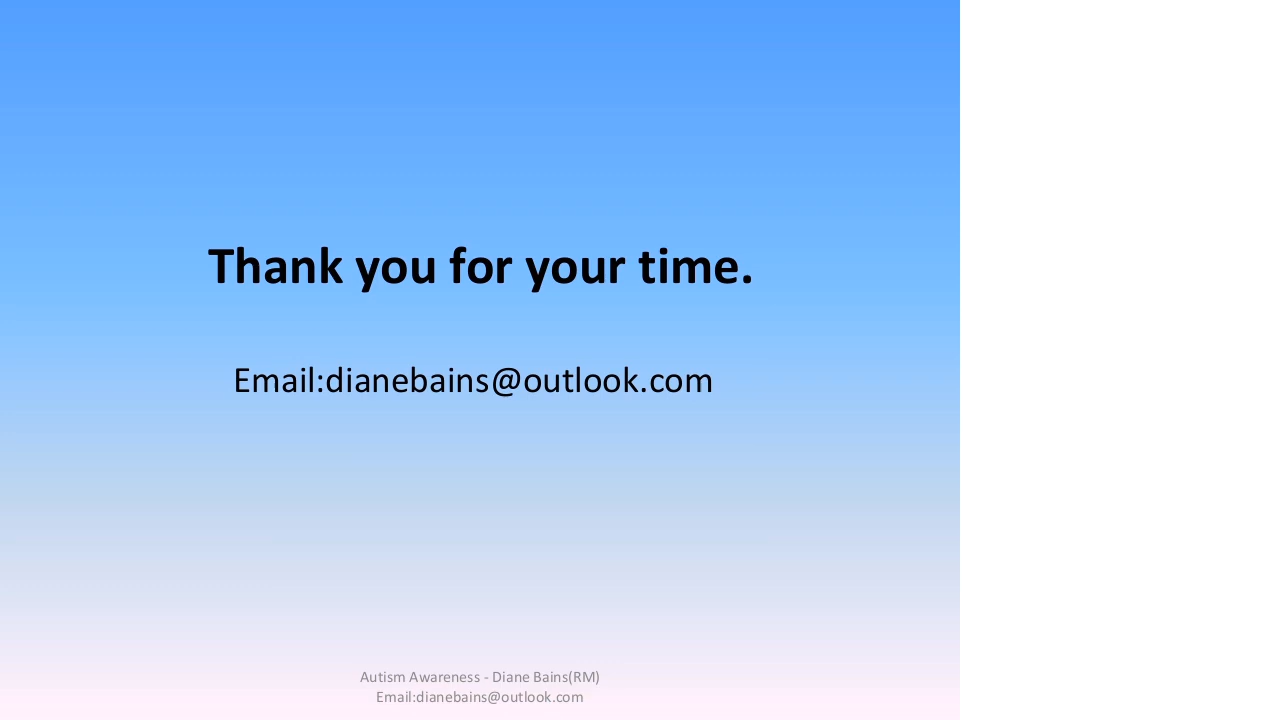 Thank you for your time.
Email:dianebains@outlook.com
Autism Awareness - Diane Bains(RM)
Email:dianebains@outlook.com